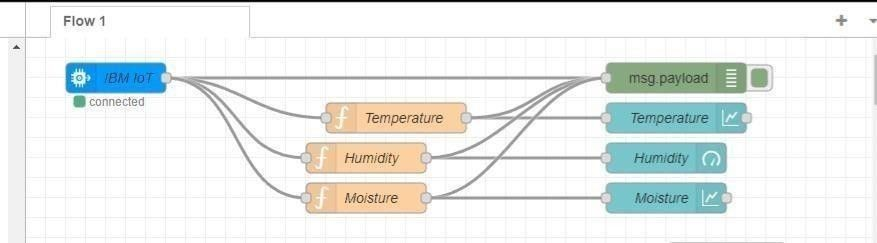 Flow 1
IBM IoT
connected
msg.payload
Temperature
Temperature
Humidity
Humidity
Moisture
Moisture